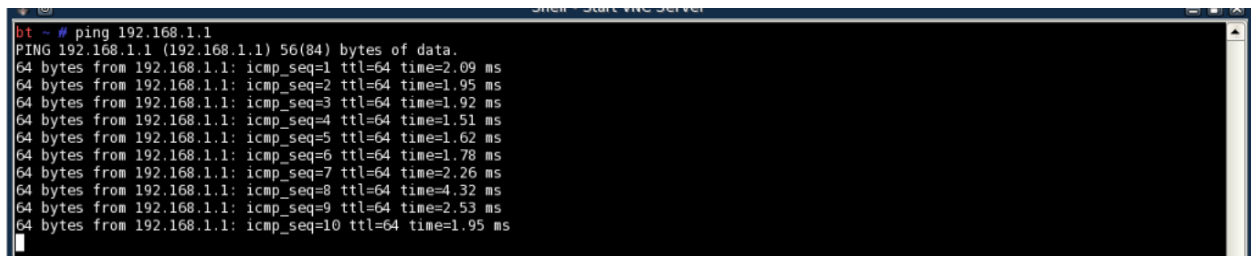 Shell - Start VNC Server
bt ~ # ping 192.168.1.1
PING 192.168.1.1 (192.168.1.1) 56(84) bytes of data.
64 bytes from 192.168.1.1: icmp_seq=1 ttl=64 time=2.09 ms
64 bytes from 192.168.1.1: icmp_seq=2 ttl=64 time=1.95 ms
64 bytes from 192.168.1.1: icmp_seq=3 ttl=64 time=1.92 ms
64 bytes from 192.168.1.1: icmp_seq=4 ttl=64 time=1.51 ms
64 bytes from 192.168.1.1: icmp_seq=5 ttl=64 time=1.62 ms
64 bytes from 192.168.1.1: icmp_seq=6 ttl=64 time=1.78 ms
64 bytes from 192.168.1.1: icmp_seq=7 ttl=64 time=2.26 ms
64 bytes from 192.168.1.1: icmp_seq=8 ttl=64 time=4.32 ms
64 bytes from 192.168.1.1: icmp_seq=9 ttl=64 time=2.53 ms
64 bytes from 192.168.1.1: icmp_seq=10 ttl=64 time=1.95 ms